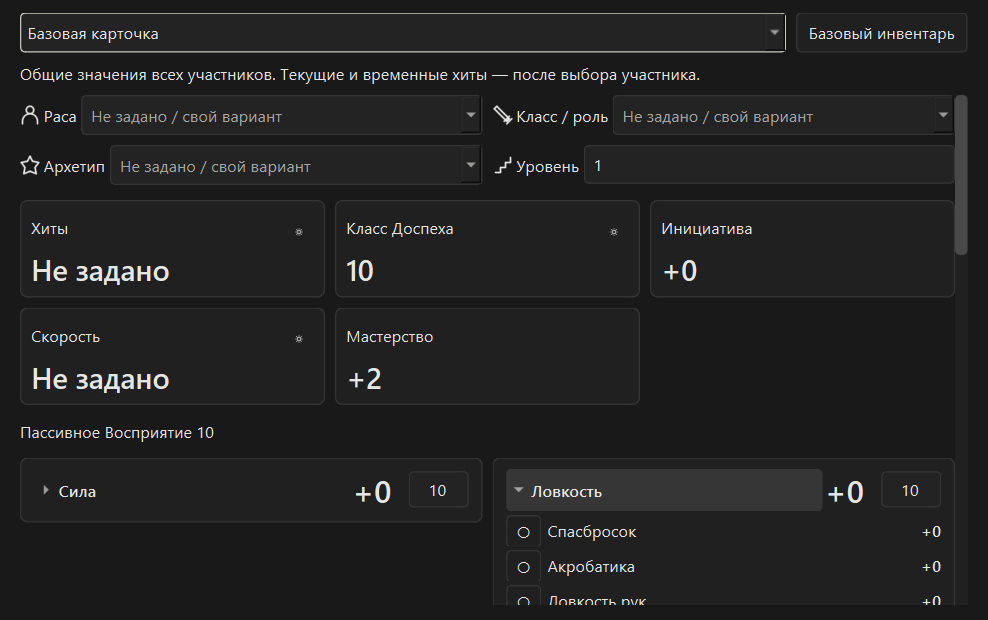 Базовая карточка Базовый инвентарь
Общие значения всех участников. Текущие и временные хиты — после выбора участника.
Раса Не задано / свой вариант Класс / роль Не задано / свой вариант
Архетип Не задано / свой вариант Уровень 1
Хиты Класс Доспеха Инициатива
Не задано 10 +0
Скорость Мастерство
Не задано +2
Пассивное Восприятие 10
Сила +0 10 Ловкость +0 10
Спасбросок +0
Акробатика +0
Ловкость рук +0